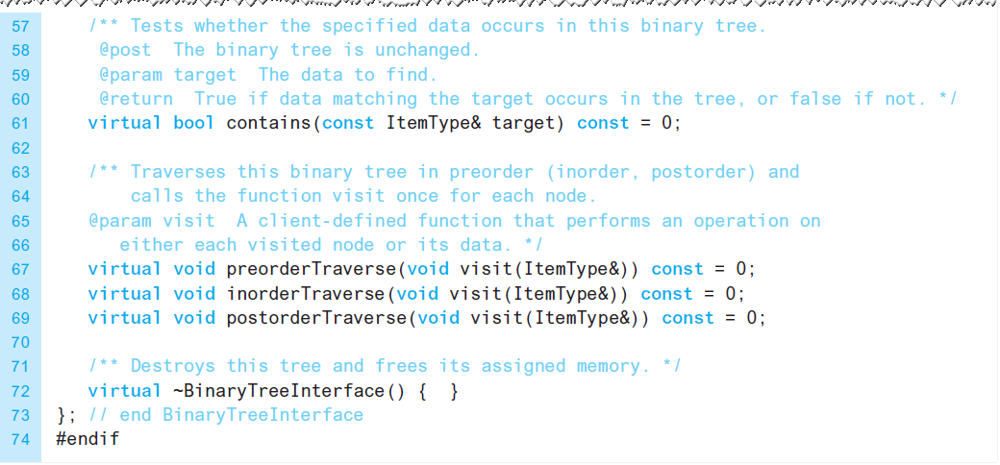 57 /** Tests whether the specified data occurs in this binary tree.
58 @post The binary tree is unchanged.
59 @param target The data to find.
60 @return True if data matching the target occurs in the tree, or false if not. */
61 virtual bool contains(const ItemType& target) const = 0;
62
63 /** Traverses this binary tree in preorder (inorder, postorder) and
64 calls the function visit once for each node.
65 @param visit A client-defined function that performs an operation on
66 either each visited node or its data. */
67 virtual void preorderTraverse(void visit(ItemType&)) const = 0;
68 virtual void inorderTraverse(void visit(ItemType&)) const = 0;
69 virtual void postorderTraverse(void visit(ItemType&)) const = 0;
70
71 /** Destroys this tree and frees its assigned memory. */
72 virtual ~BinaryTreeInterface() { }
73 }; // end BinaryTreeInterface
74 #endif